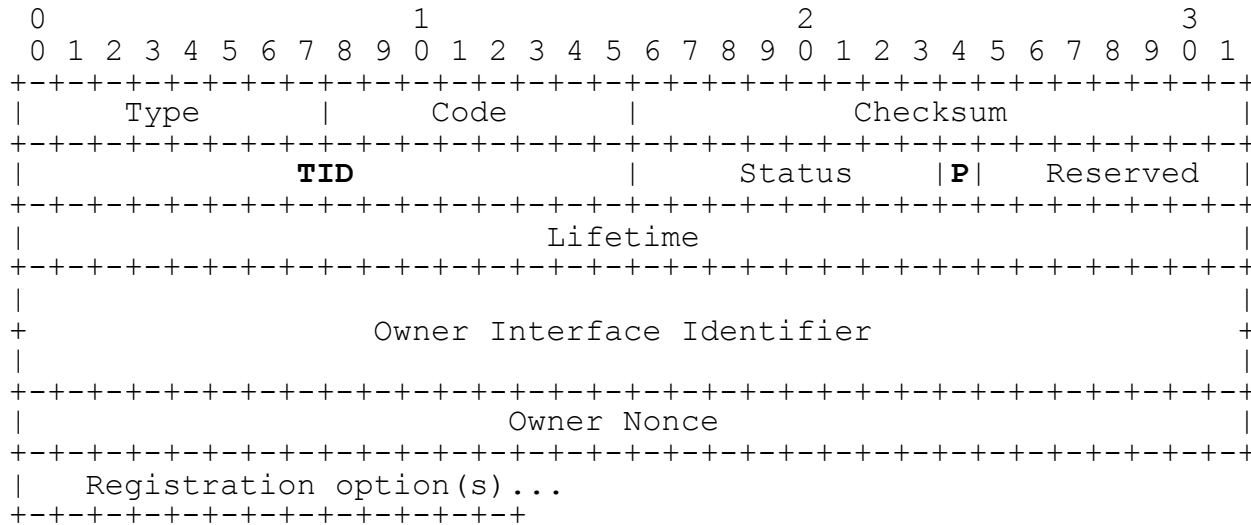 0                   1                   2                   3
 0 1 2 3 4 5 6 7 8 9 0 1 2 3 4 5 6 7 8 9 0 1 2 3 4 5 6 7 8 9 0 1
+-+-+-+-+-+-+-+-+-+-+-+-+-+-+-+-+-+-+-+-+-+-+-+-+-+-+-+-+-+-+-+-+
|     Type      |     Code      |           Checksum            |
+-+-+-+-+-+-+-+-+-+-+-+-+-+-+-+-+-+-+-+-+-+-+-+-+-+-+-+-+-+-+-+-+
|              TID              |     Status    |P|   Reserved  |
+-+-+-+-+-+-+-+-+-+-+-+-+-+-+-+-+-+-+-+-+-+-+-+-+-+-+-+-+-+-+-+-+
|                           Lifetime                            |
+-+-+-+-+-+-+-+-+-+-+-+-+-+-+-+-+-+-+-+-+-+-+-+-+-+-+-+-+-+-+-+-+
|                                                               |
+                  Owner Interface Identifier                   +
|                                                               |
+-+-+-+-+-+-+-+-+-+-+-+-+-+-+-+-+-+-+-+-+-+-+-+-+-+-+-+-+-+-+-+-+
|                         Owner Nonce                           |
+-+-+-+-+-+-+-+-+-+-+-+-+-+-+-+-+-+-+-+-+-+-+-+-+-+-+-+-+-+-+-+-+
|   Registration option(s)...
+-+-+-+-+-+-+-+-+-+-+-+-+-+